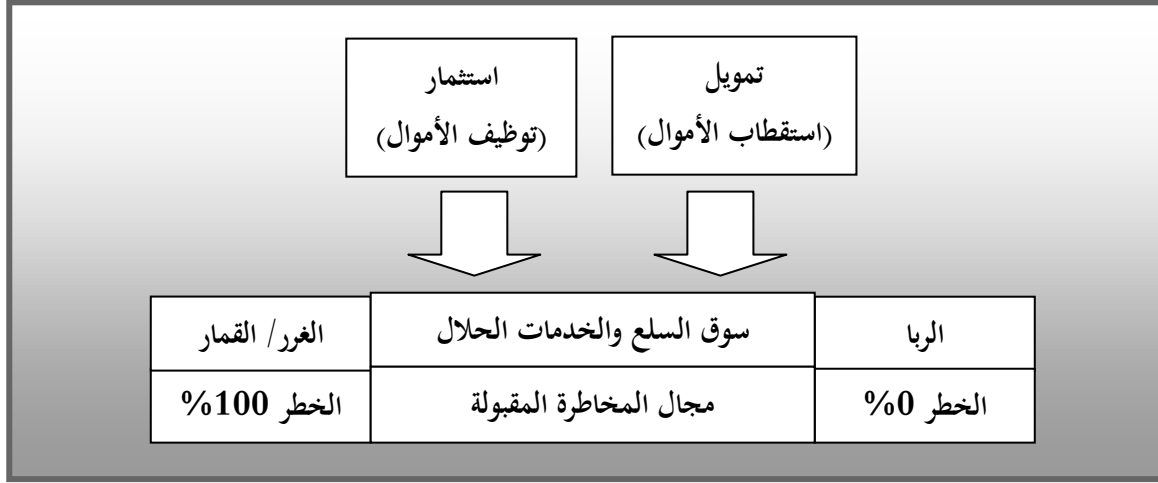 تمويل
(استقطاب الأموال)
استثمار
(توظيف الأموال)
الربا
سوق السلع والخدمات الحلال
الغرر/ القمار
الخطر 0%
مجال المخاطرة المقبولة
الخطر 100%